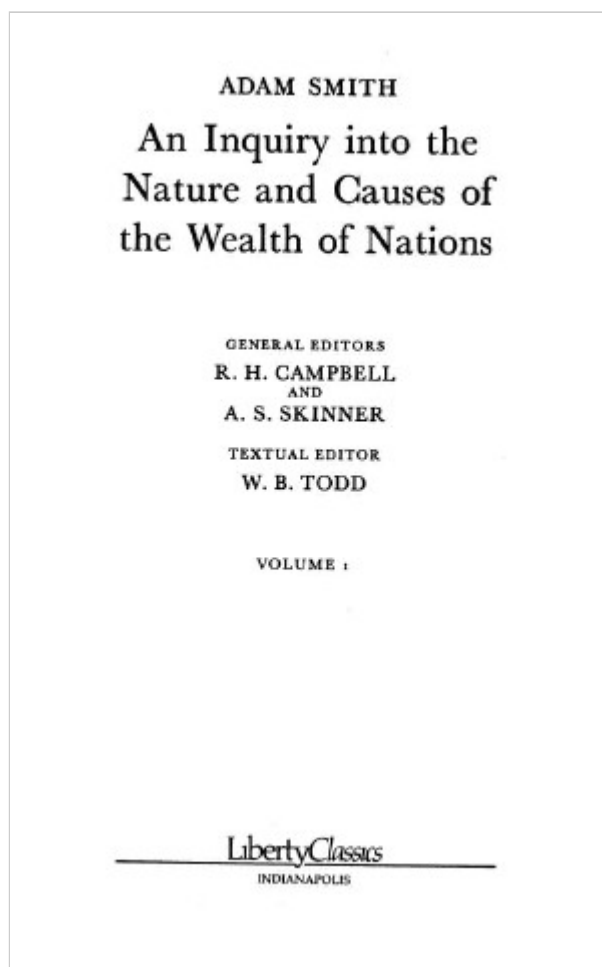 ADAM SMITH
An Inquiry into the
Nature and Causes of
the Wealth of Nations
GENERAL EDITORS
R. H. CAMPBELL
AND
A. S. SKINNER
TEXTUAL EDITOR
W. B. TODD
VOLUME I
LibertyClassics
INDIANAPOLIS